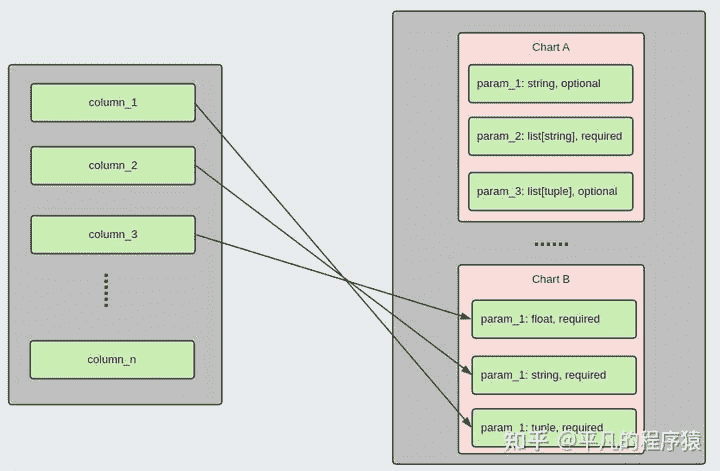 column_1
column_2
column_3
column_n
Chart A
param_1: string, optional
param_2: list[string], required
param_3: list[tuple], optional
Chart B
param_1: float, required
param_1: string, required
param_1: tuple, required
知乎 @平凡的程序猿